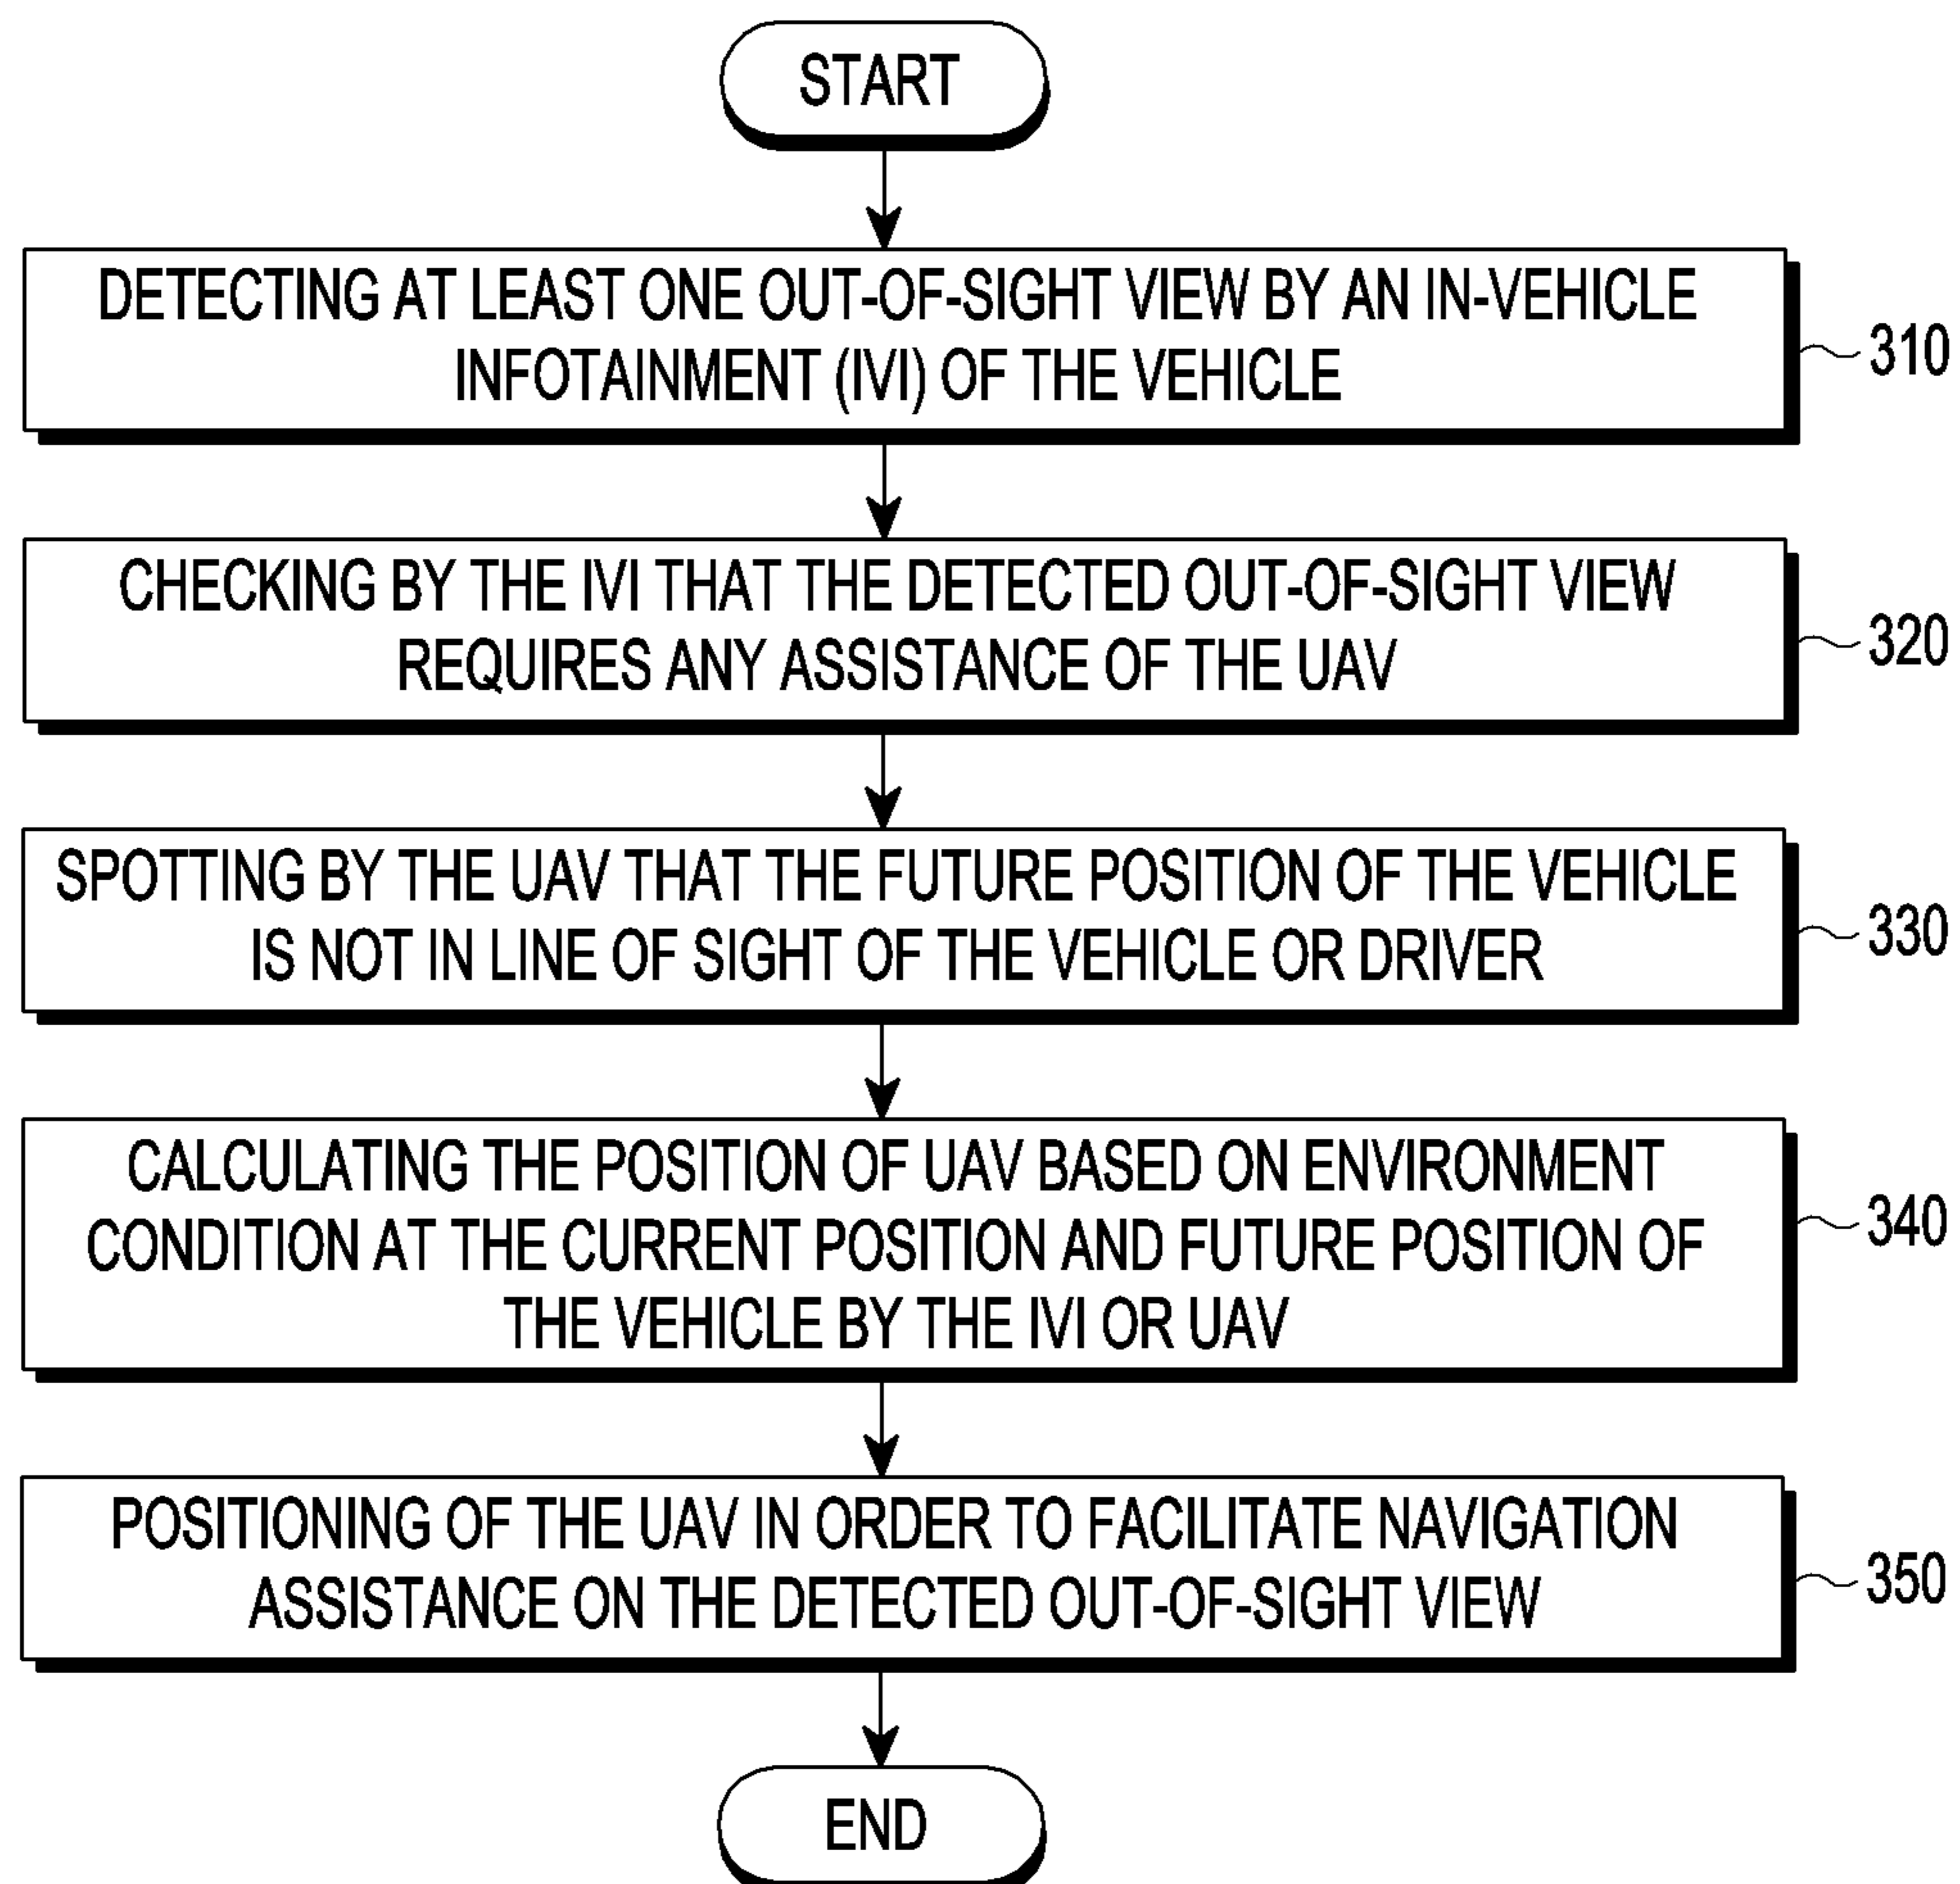 START
DETECTING AT LEAST ONE OUT-OF-SIGHT VIEW BY AN IN-VEHICLE
INFOTAINMENT (IVI) OF THE VEHICLE
310
CHECKING BY THE IVI THAT THE DETECTED OUT-OF-SIGHT VIEW
REQUIRES ANY ASSISTANCE OF THE UAV
320
SPOTTING BY THE UAV THAT THE FUTURE POSITION OF THE VEHICLE
IS NOT IN LINE OF SIGHT OF THE VEHICLE OR DRIVER
330
CALCULATING THE POSITION OF UAV BASED ON ENVIRONMENT
CONDITION AT THE CURRENT POSITION AND FUTURE POSITION OF
THE VEHICLE BY THE IVI OR UAV
340
POSITIONING OF THE UAV IN ORDER TO FACILITATE NAVIGATION
ASSISTANCE ON THE DETECTED OUT-OF-SIGHT VIEW
350
END